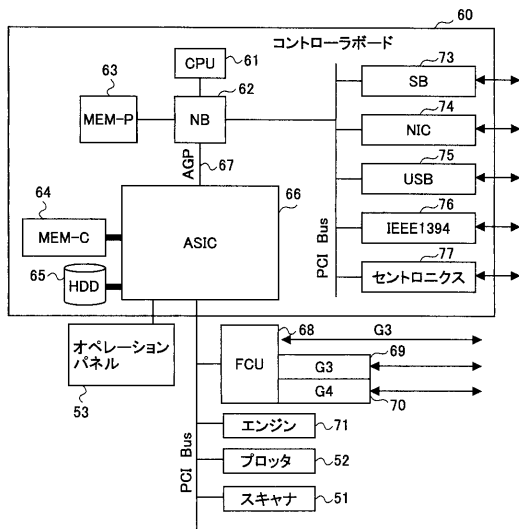 60
コントローラボード
CPU
61
63
62
MEM-P
NB
AGP
67
64
66
MEM-C
ASIC
65
HDD
PCI Bus
73
SB
74
NIC
75
USB
76
IEEE1394
77
セントロニクス
オペレーション
パネル
53
68
FCU
G3
69
G3
G4
70
PCI Bus
エンジン
71
プロッタ
52
スキャナ
51